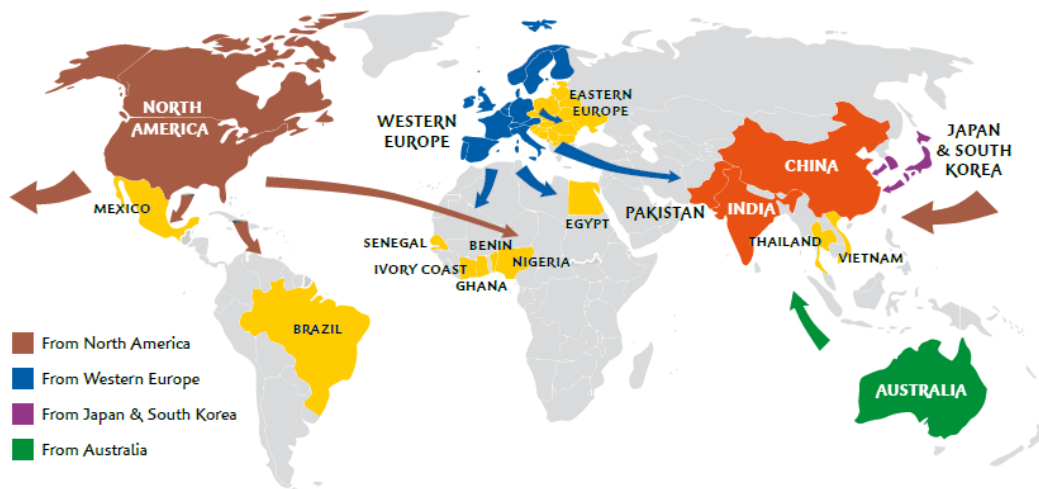 NORTH
AMERICA
WESTERN
EUROPE
EASTERN
EUROPE
JAPAN
& SOUTH
KOREA
CHINA
MEXICO
PAKISTAN
INDIA
EGYPT
SENEGAL
BENIN
NIGERIA
IVORY COAST
GHANA
THAILAND
VIETNAM
BRAZIL
AUSTRALIA
From North America
From Western Europe
From Japan & South Korea
From Australia